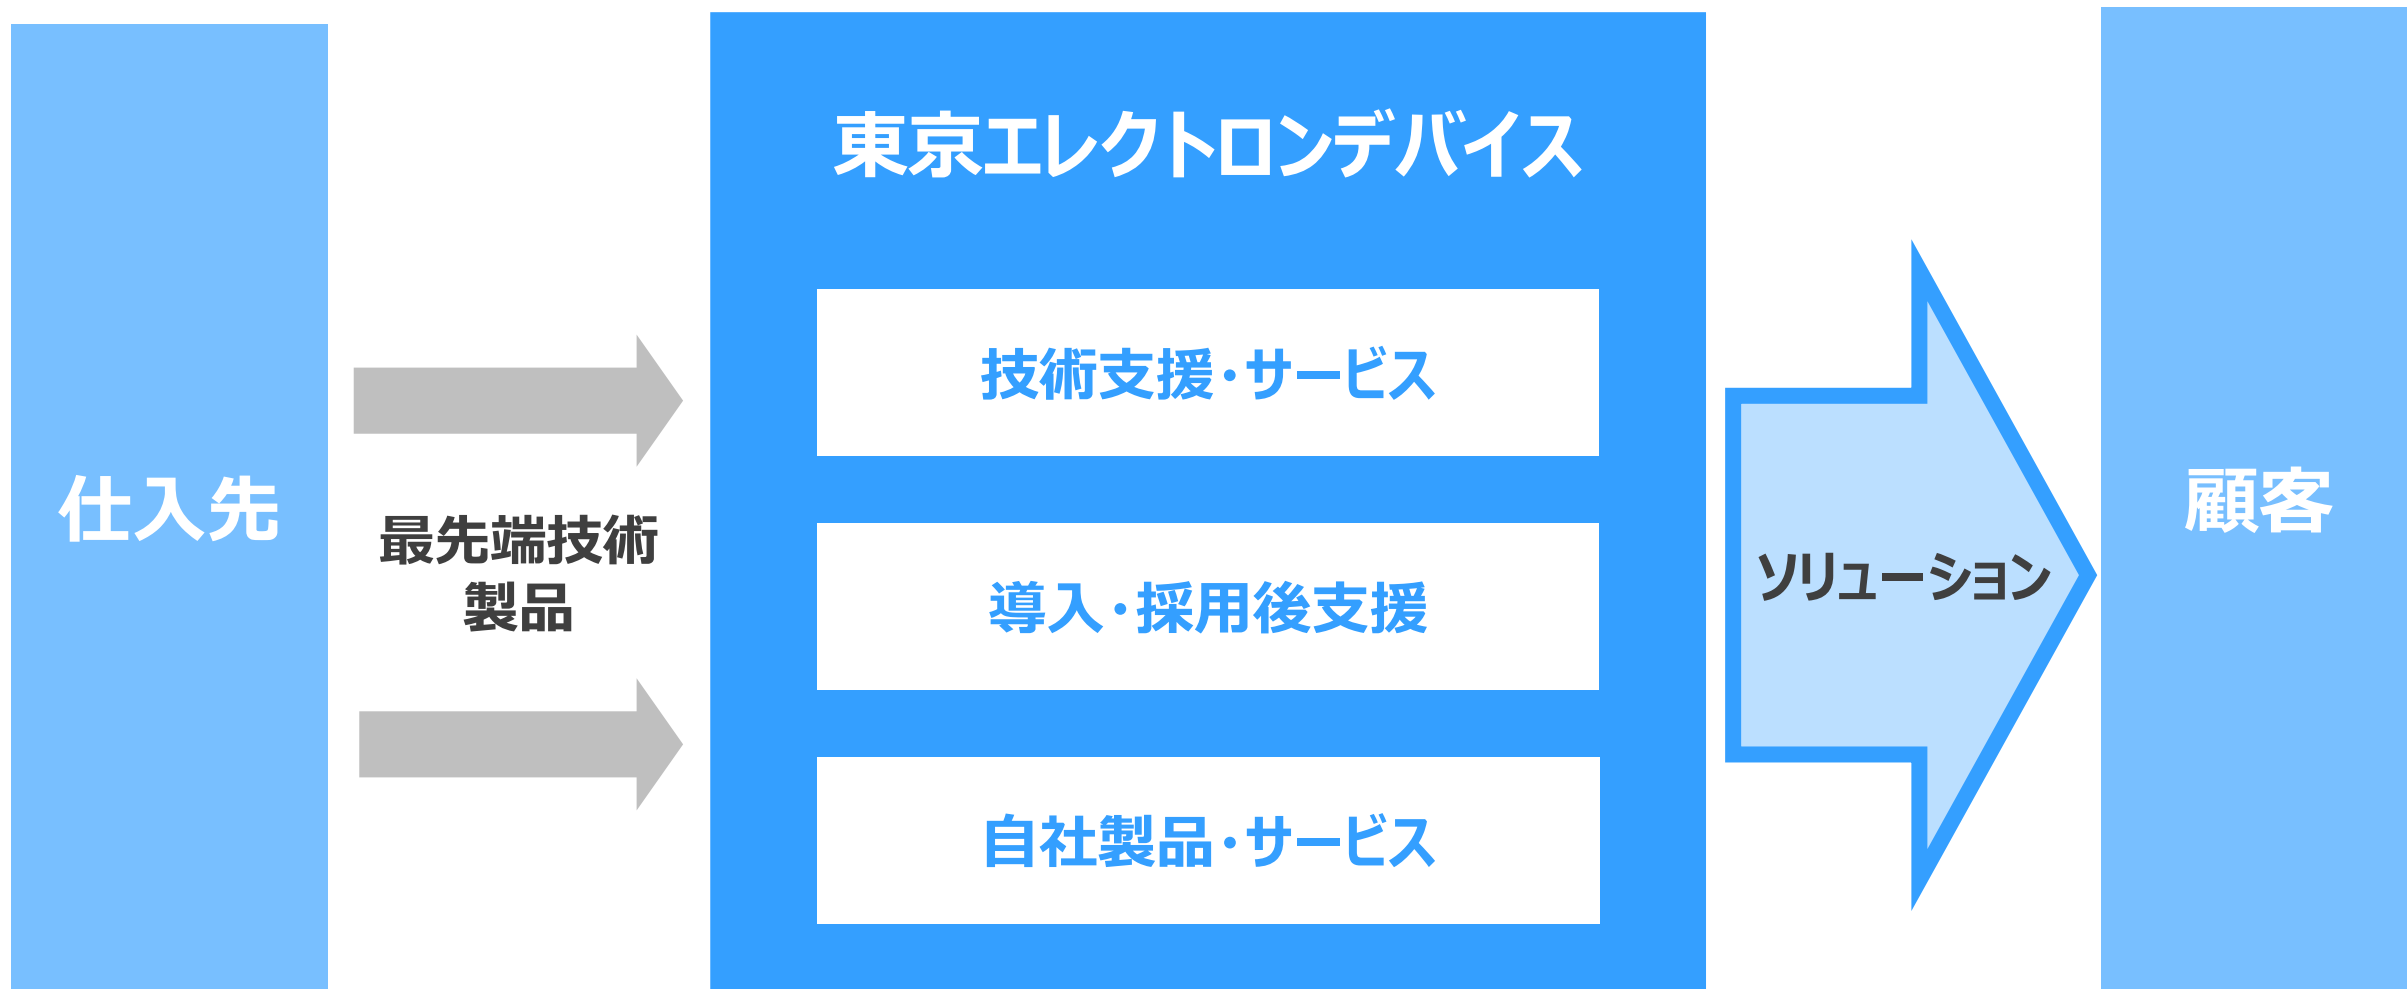 仕入先
最先端技術
製品
東京エレクトロンデバイス
技術支援・サービス
導入・採用後支援
自社製品・サービス
ソリューション
顧客